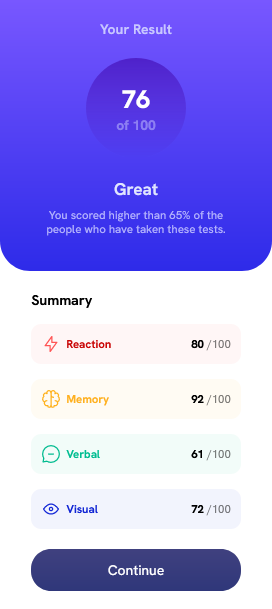 Your Result
76
of 100
Great
You scored higher than 65% of the
people who have taken these tests.
Summary
Reaction 80 /100
Memory 92 /100
Verbal 61 /100
Visual 72 /100
Continue